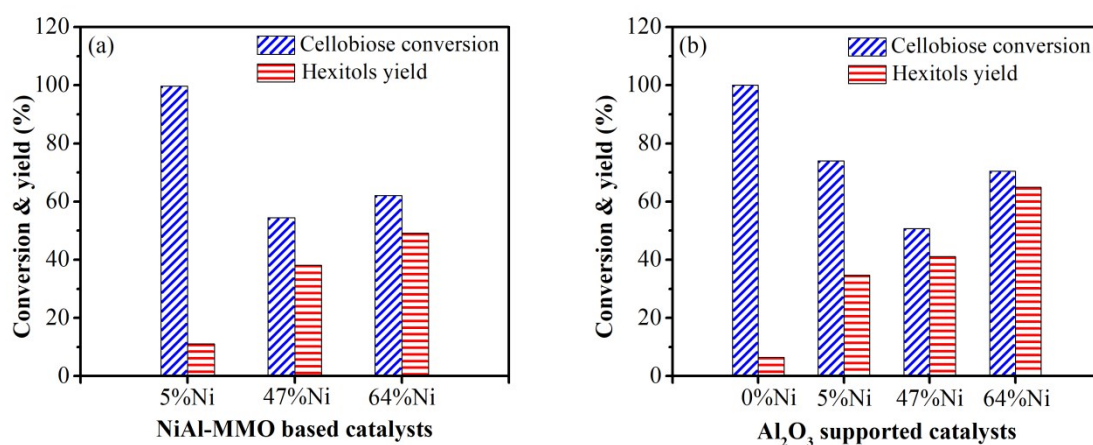 (a)
Cellobiose conversion
Hexitols yield
Conversion & yield (%)
120
100
80
60
40
20
0
5%Ni 47%Ni 64%Ni
NiAl-MMO based catalysts
(b)
Cellobiose conversion
Hexitols yield
Conversion & yield (%)
120
100
80
60
40
20
0
0%Ni 5%Ni 47%Ni 64%Ni
Al₂O₃ supported catalysts